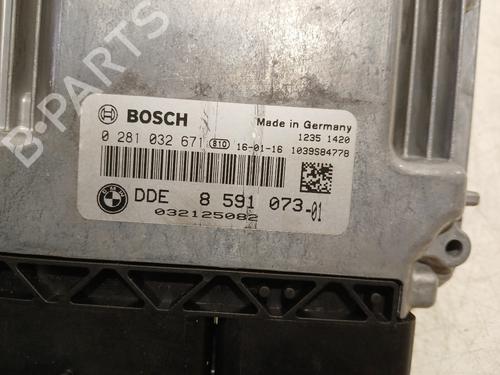 B-PARTS
BOSCH
Made in Germany
1235 1420
0 281 032 671 810 16-01-16 1039S84778
DDE 8 591 073-01
032125082